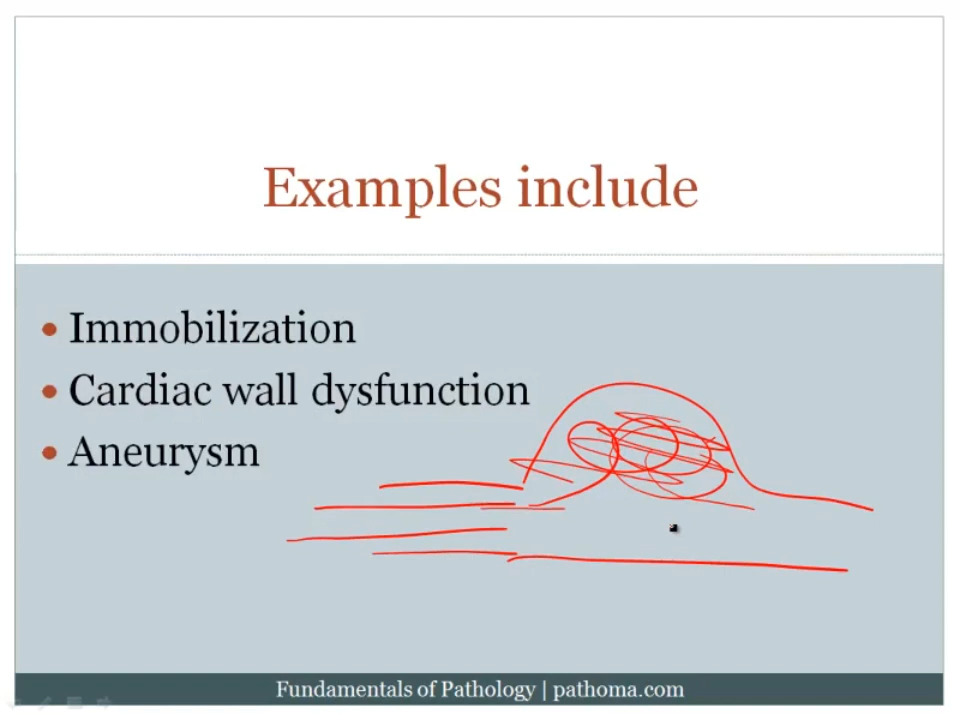 Examples include
• Immobilization
• Cardiac wall dysfunction
• Aneurysm
Fundamentals of Pathology | pathoma.com